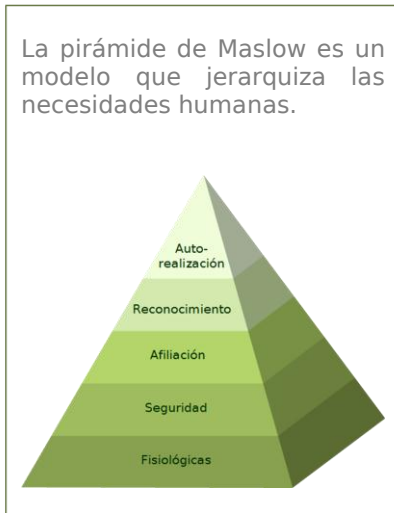 La pirámide de Maslow es un
modelo que jerarquiza las
necesidades humanas.
Auto-
realización
Reconocimiento
Afiliación
Seguridad
Fisiológicas